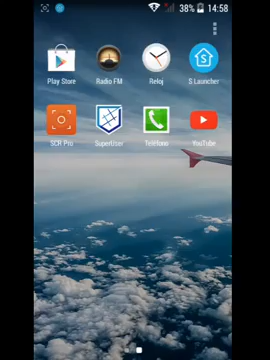 38% 14:58
Play Store Radio FM Reloj S Launcher
SCR Pro SuperUser Teléfono YouTube